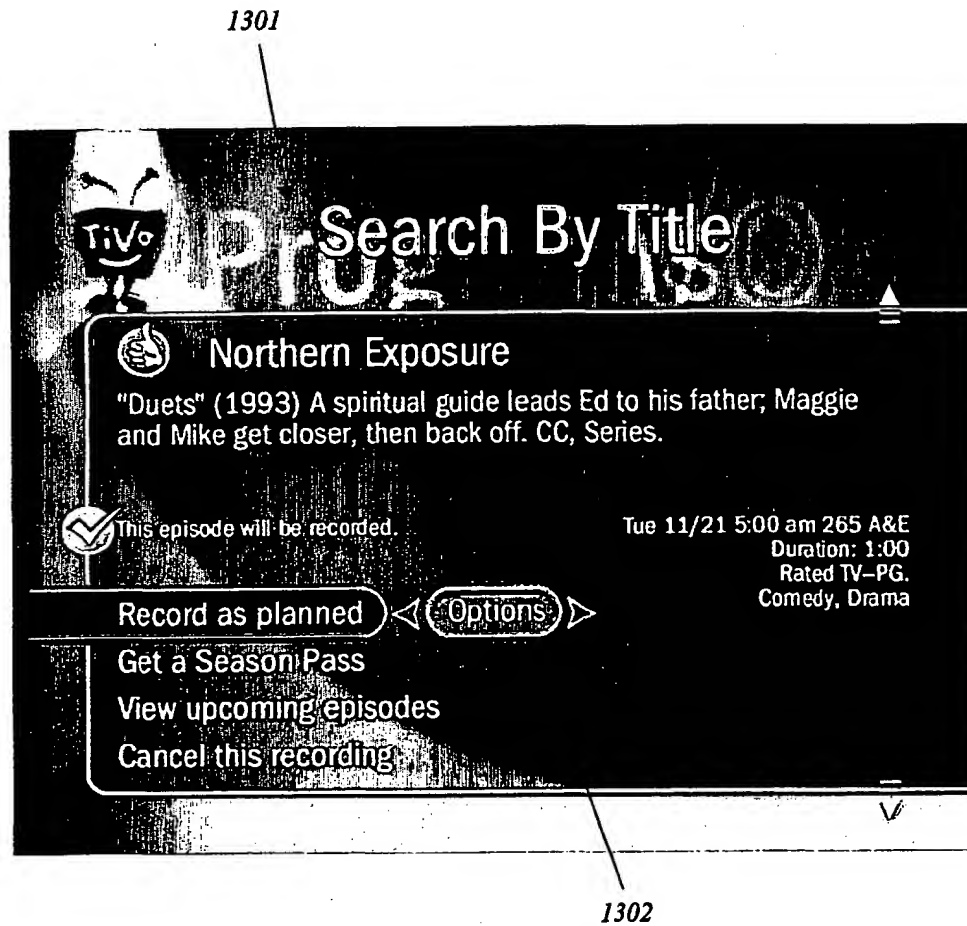 1301
TiVo
Search By Title
Northern Exposure
"Duets" (1993) A spiritual guide leads Ed to his father; Maggie
and Mike get closer, then back off. CC, Series.
This episode will be recorded.
Tue 11/21 5:00 am 265 A&E
Duration: 1:00
Rated TV-PG.
Comedy, Drama
Record as planned
Options
Get a Season Pass
View upcoming episodes
Cancel this recording
1302